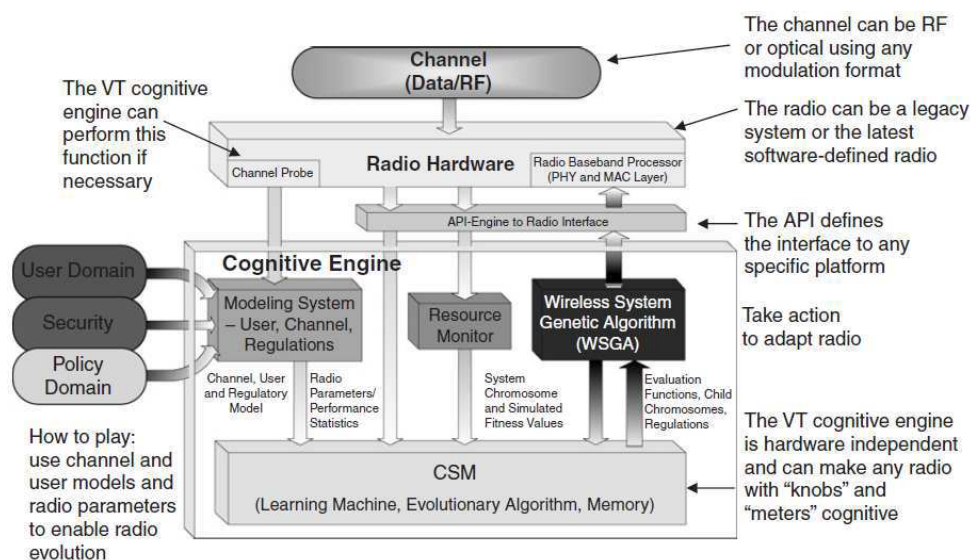 The channel can be RF
or optical using any
modulation format
Channel
(Data/RF)
The VT cognitive
engine can
perform this
function if
necessary
The radio can be a legacy
system or the latest
software-defined radio
Radio Hardware
Channel Probe
Radio Baseband Processor
(PHY and MAC Layer)
API-Engine to Radio Interface
The API defines
the interface to any
specific platform
Cognitive Engine
User Domain
Security
Policy
Domain
Modeling System
– User, Channel,
Regulations
Resource
Monitor
Wireless System
Genetic Algorithm
(WSGA)
Take action
to adapt radio
Channel, User
and Regulatory
Model
Radio
Parameters/
Performance
Statistics
System
Chromosome
and Simulated
Fitness Values
Evaluation
Functions, Child
Chromosomes,
Regulations
How to play:
use channel and
user models and
radio parameters
to enable radio
evolution
CSM
(Learning Machine, Evolutionary Algorithm, Memory)
The VT cognitive engine
is hardware independent
and can make any radio
with “knobs” and
“meters” cognitive